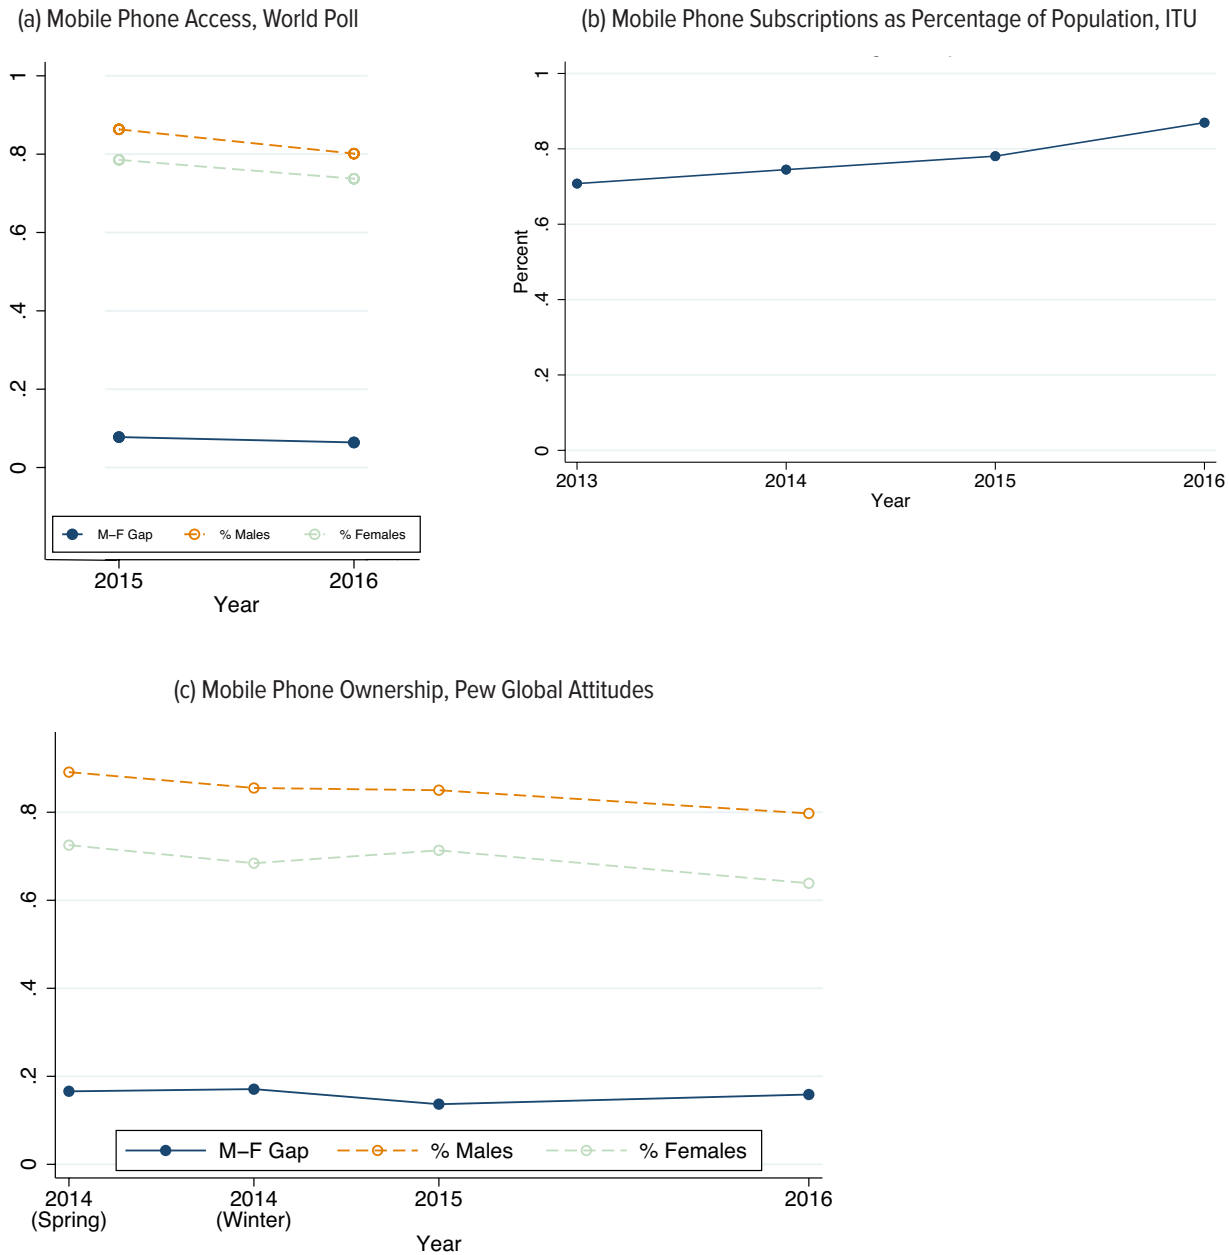 (a) Mobile Phone Access, World Poll
1
.8
.6
.4
.2
0
M–F Gap % Males % Females
2015 2016
Year
(b) Mobile Phone Subscriptions as Percentage of Population, ITU
Percent
1
.8
.6
.4
.2
0
2013 2014 2015 2016
Year
(c) Mobile Phone Ownership, Pew Global Attitudes
.8
.6
.4
.2
0
M–F Gap % Males % Females
2014 2014 2015 2016
(Spring) (Winter)
Year